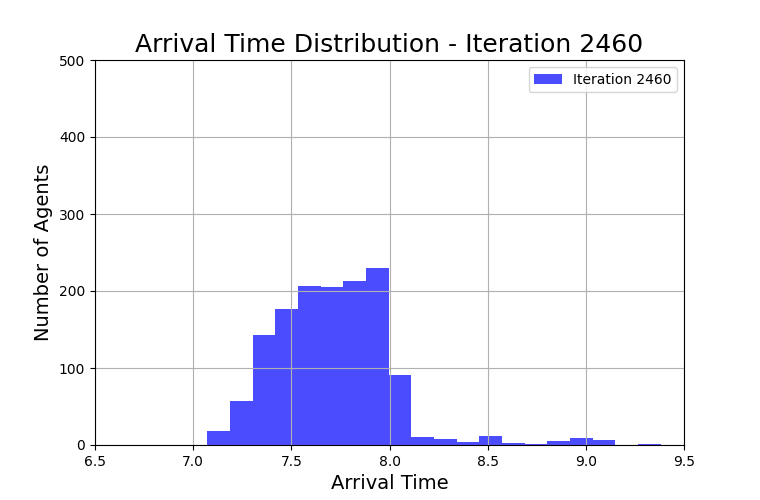 Arrival Time Distribution - Iteration 2460
Iteration 2460
Number of Agents
500
400
300
200
100
0
6.5 7.0 7.5 8.0 8.5 9.0 9.5
Arrival Time